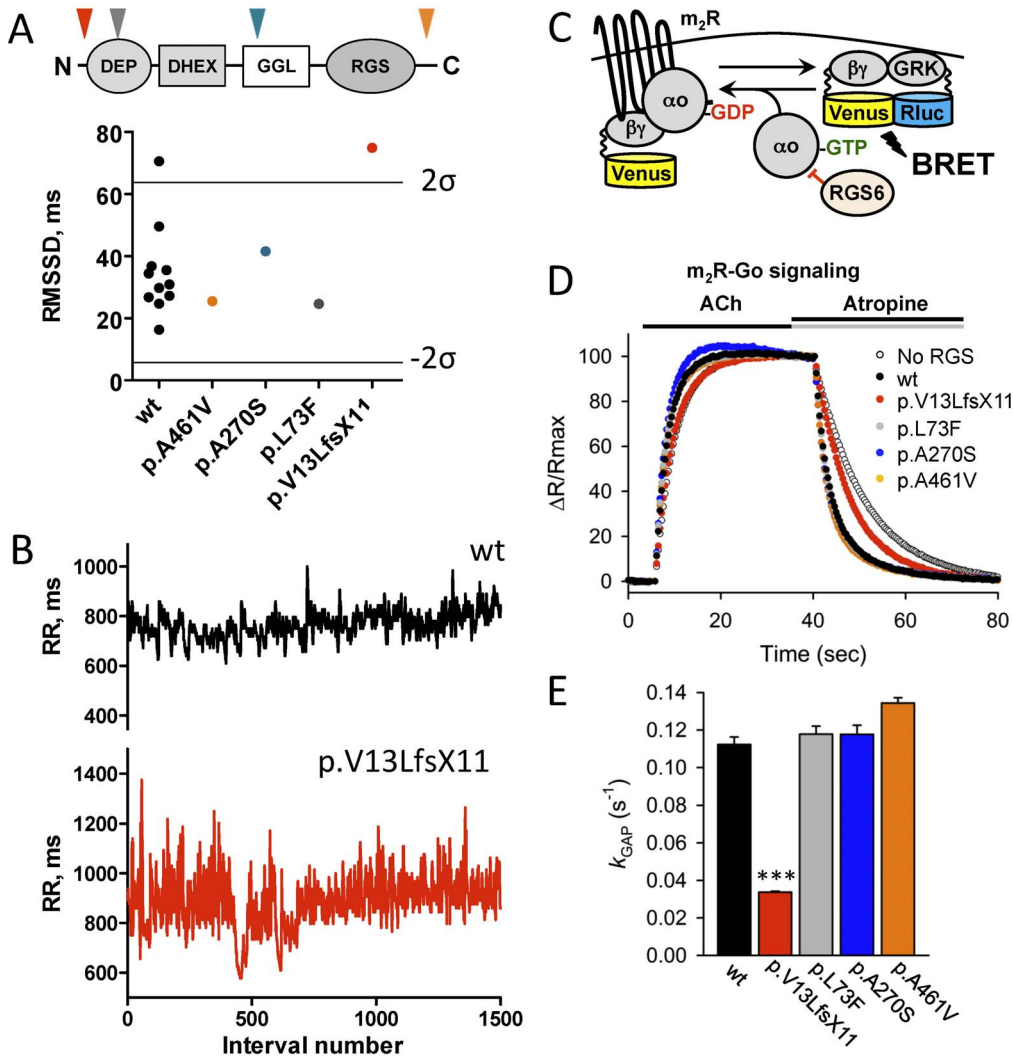 A
N
DEP
DHEX
GGL
RGS
C
RMSSD, ms
80
60
40
20
0
2σ
-2σ
wt
p.A461V
p.A270S
p.L73F
p.V13LfsX11
B
wt
RR, ms
1000
800
600
400
p.V13LfsX11
RR, ms
1400
1200
1000
800
600
0
500
1000
1500
Interval number
C
m2R
βγ
GRK
αo
-GDP
Venus
Rluc
βγ
αo
-GTP
BRET
Venus
RGS6
D
m2R-Go signaling
ACh
Atropine
No RGS
wt
p.V13LfsX11
p.L73F
p.A270S
p.A461V
ΔR/Rmax
100
80
60
40
20
0
0
20
40
60
80
Time (sec)
E
kGAP (s-1)
0.14
0.12
0.10
0.08
0.06
0.04
0.02
0.00
***
wt
p.V13LfsX11
p.L73F
p.A270S
p.A461V